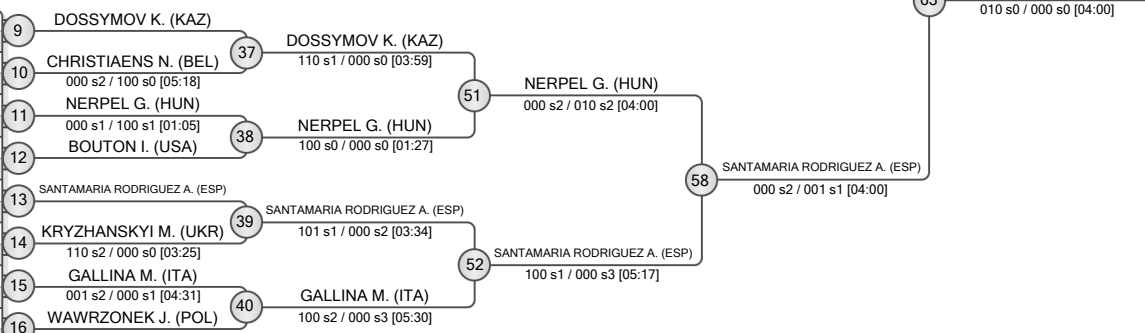 63
010 s0 / 000 s0 [04:00]
9
DOSSYMOV K. (KAZ)
37
DOSSYMOV K. (KAZ)
110 s1 / 000 s0 [03:59]
10
CHRISTIAENS N. (BEL)
000 s2 / 100 s0 [05:18]
51
NERPEL G. (HUN)
000 s2 / 010 s2 [04:00]
11
NERPEL G. (HUN)
000 s1 / 100 s1 [01:05]
38
NERPEL G. (HUN)
100 s0 / 000 s0 [01:27]
12
BOUTON I. (USA)
58
SANTAMARIA RODRIGUEZ A. (ESP)
000 s2 / 001 s1 [04:00]
13
SANTAMARIA RODRIGUEZ A. (ESP)
39
SANTAMARIA RODRIGUEZ A. (ESP)
101 s1 / 000 s2 [03:34]
14
KRYZHANSKYI M. (UKR)
110 s2 / 000 s0 [03:25]
52
SANTAMARIA RODRIGUEZ A. (ESP)
100 s1 / 000 s3 [05:17]
15
GALLINA M. (ITA)
001 s2 / 000 s1 [04:31]
40
GALLINA M. (ITA)
100 s2 / 000 s3 [05:30]
16
WAWRZONEK J. (POL)